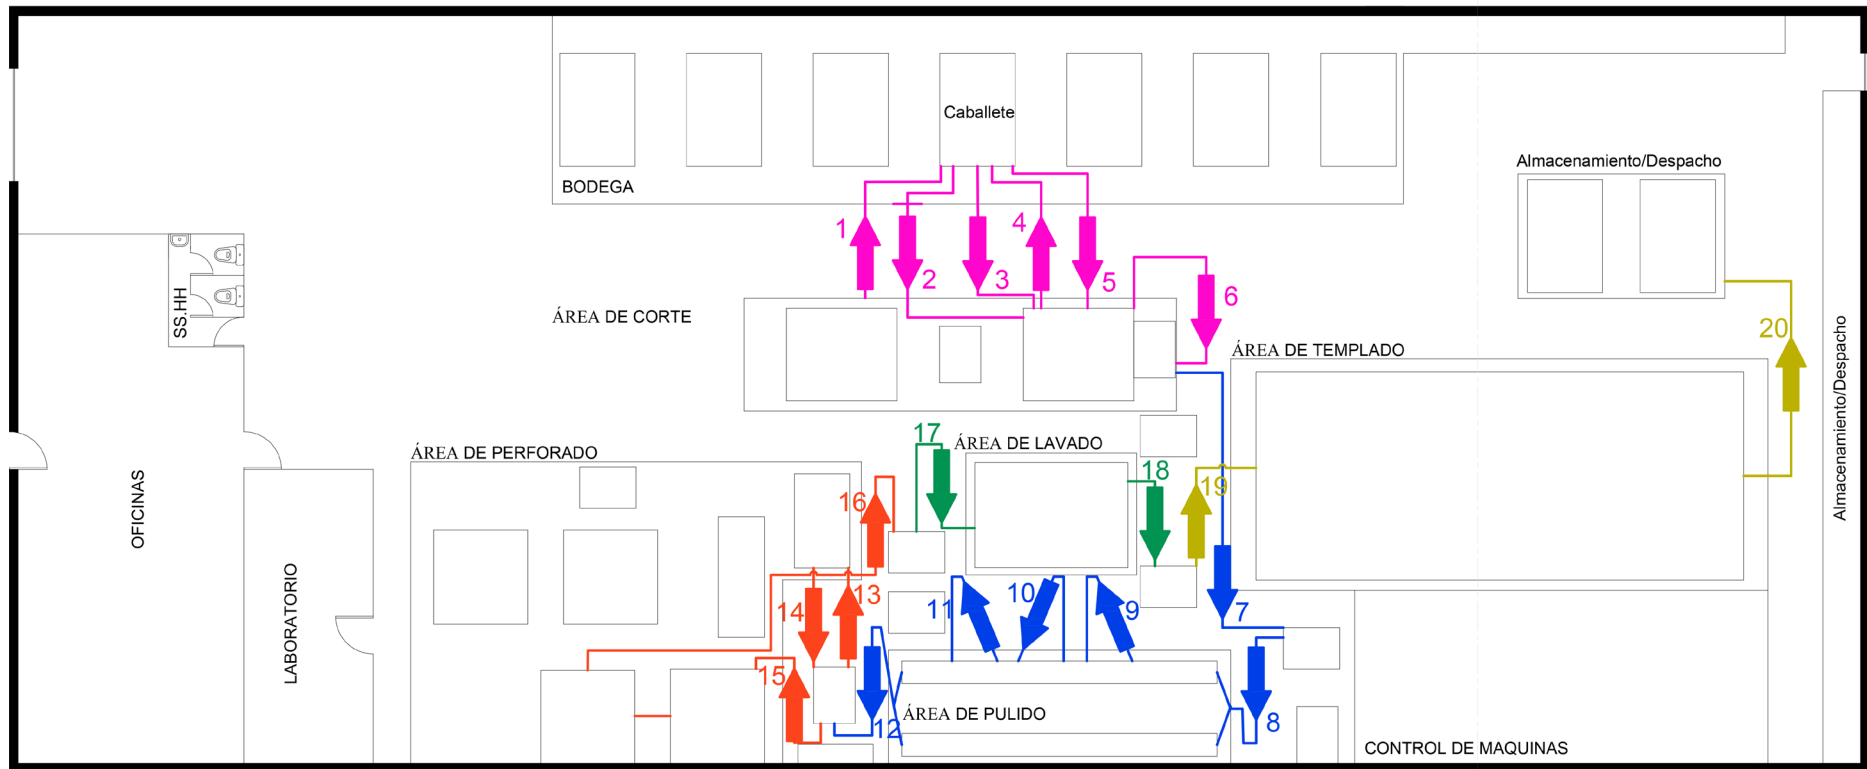 Caballete
BODEGA
Almacenamiento/Despacho
1
2
3
4
5
6
SS.HH
ÁREA DE CORTE
ÁREA DE TEMPLADO
20
Almacenamiento/Despacho
ÁREA DE PERFORADO
17
ÁREA DE LAVADO
18
19
16
OFICINAS
LABORATORIO
14
13
11
10
9
7
15
12
ÁREA DE PULIDO
8
CONTROL DE MAQUINAS